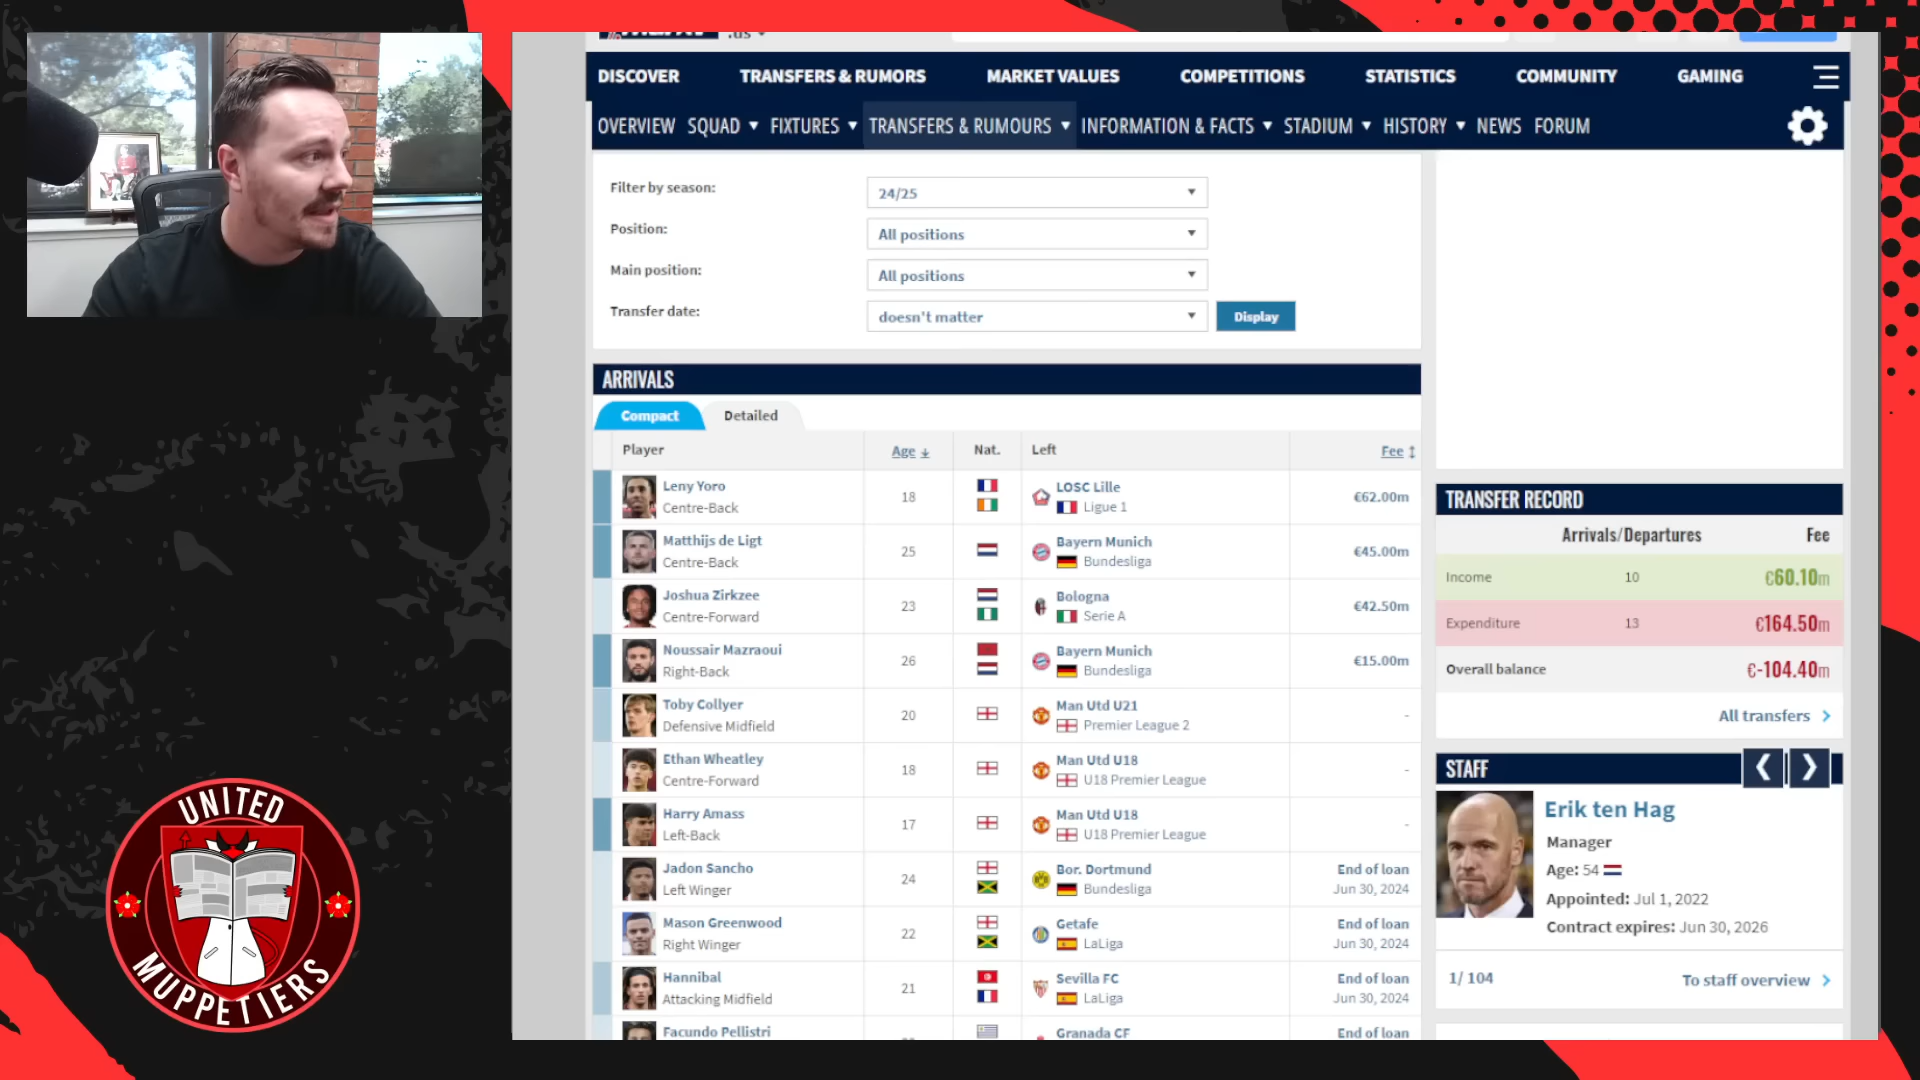 .us
DISCOVER TRANSFERS & RUMORS MARKET VALUES COMPETITIONS STATISTICS COMMUNITY GAMING
OVERVIEW SQUAD FIXTURES TRANSFERS & RUMOURS INFORMATION & FACTS STADIUM HISTORY NEWS FORUM
Filter by season: 24/25
Position: All positions
Main position: All positions
Transfer date: doesn't matter Display
ARRIVALS
Compact Detailed
Player Age Nat. Left Fee
Leny Yoro
Centre-Back
18
LOSC Lille
Ligue 1
€62.00m
Matthijs de Ligt
Centre-Back
25
Bayern Munich
Bundesliga
€45.00m
Joshua Zirkzee
Centre-Forward
23
Bologna
Serie A
€42.50m
Noussair Mazraoui
Right-Back
26
Bayern Munich
Bundesliga
€15.00m
Toby Collyer
Defensive Midfield
20
Man Utd U21
Premier League 2
-
Ethan Wheatley
Centre-Forward
18
Man Utd U18
U18 Premier League
-
Harry Amass
Left-Back
17
Man Utd U18
U18 Premier League
-
Jadon Sancho
Left Winger
24
Bor. Dortmund
Bundesliga
End of loan
Jun 30, 2024
Mason Greenwood
Right Winger
22
Getafe
LaLiga
End of loan
Jun 30, 2024
Hannibal
Attacking Midfield
21
Sevilla FC
LaLiga
End of loan
Jun 30, 2024
Facundo Pellistri
Granada CF
End of loan
TRANSFER RECORD
Arrivals/Departures Fee
Income 10 €60.10m
Expenditure 13 €164.50m
Overall balance €-104.40m
All transfers
STAFF
Erik ten Hag
Manager
Age: 54
Appointed: Jul 1, 2022
Contract expires: Jun 30, 2026
1/ 104 To staff overview
UNITED
MUPPETIERS